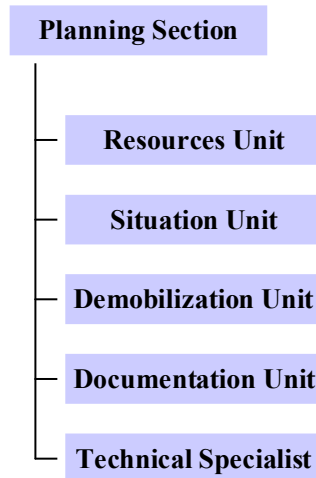 Planning Section
Resources Unit
Situation Unit
Demobilization Unit
Documentation Unit
Technical Specialist